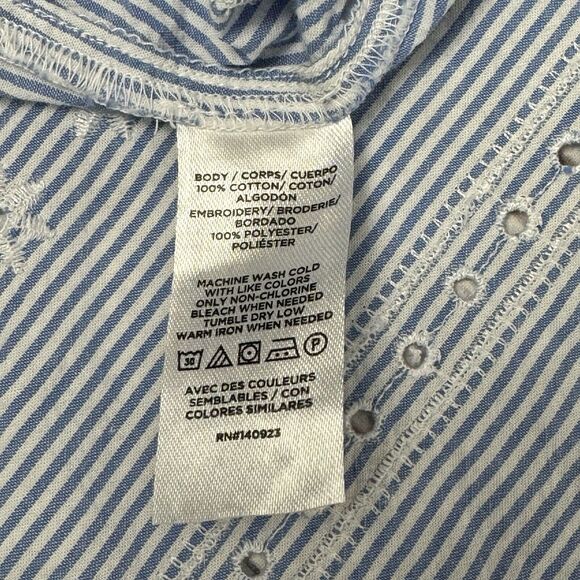 BODY / CORPS/ CUERPO
100% COTTON/ COTON/
ALGODÓN
EMBROIDERY/ BRODERIE/
BORDADO
100% POLYESTER/
POLIÉSTER
MACHINE WASH COLD
WITH LIKE COLORS
ONLY NON-CHLORINE
BLEACH WHEN NEEDED
TUMBLE DRY LOW
WARM IRON WHEN NEEDED
30 P
AVEC DES COULEURS
SEMBLABLES / CON
COLORES SIMILARES
RN#140923